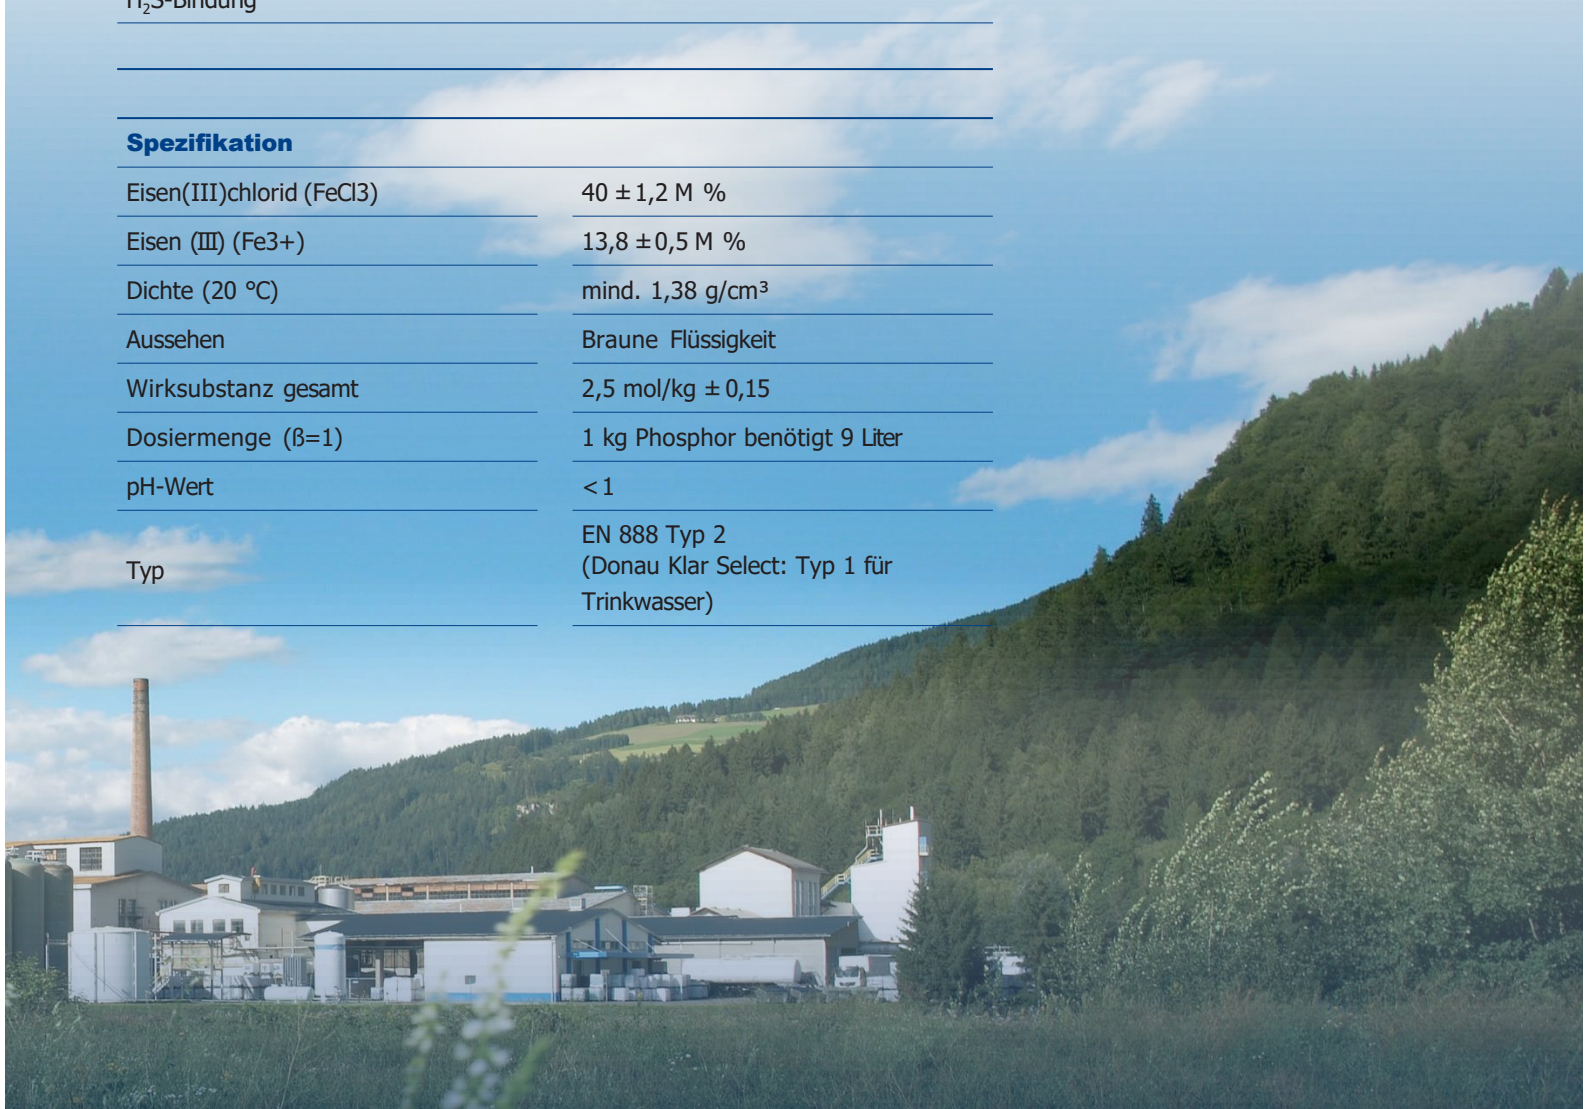 H₂S-Bindung
Spezifikation
Eisen(III)chlorid (FeCl3) 40 ± 1,2 M %
Eisen (III) (Fe3+) 13,8 ± 0,5 M %
Dichte (20 °C) mind. 1,38 g/cm³
Aussehen Braune Flüssigkeit
Wirksubstanz gesamt 2,5 mol/kg ± 0,15
Dosiermenge (ß=1) 1 kg Phosphor benötigt 9 Liter
pH-Wert < 1
Typ EN 888 Typ 2
(Donau Klar Select: Typ 1 für
Trinkwasser)